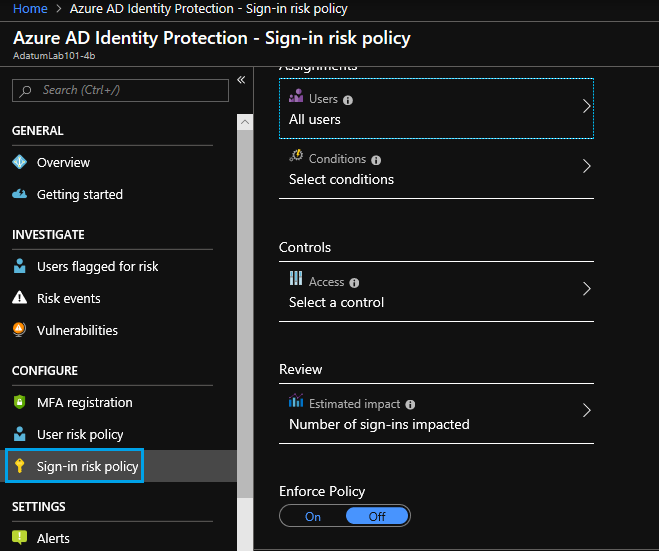 Home > Azure AD Identity Protection - Sign-in risk policy
Azure AD Identity Protection - Sign-in risk policy
AdatumLab101-4b
Search (Ctrl+/)
GENERAL
Overview
Getting started
INVESTIGATE
Users flagged for risk
Risk events
Vulnerabilities
CONFIGURE
MFA registration
User risk policy
Sign-in risk policy
SETTINGS
Alerts
Assignments
Users
All users
Conditions
Select conditions
Controls
Access
Select a control
Review
Estimated impact
Number of sign-ins impacted
Enforce Policy
On Off